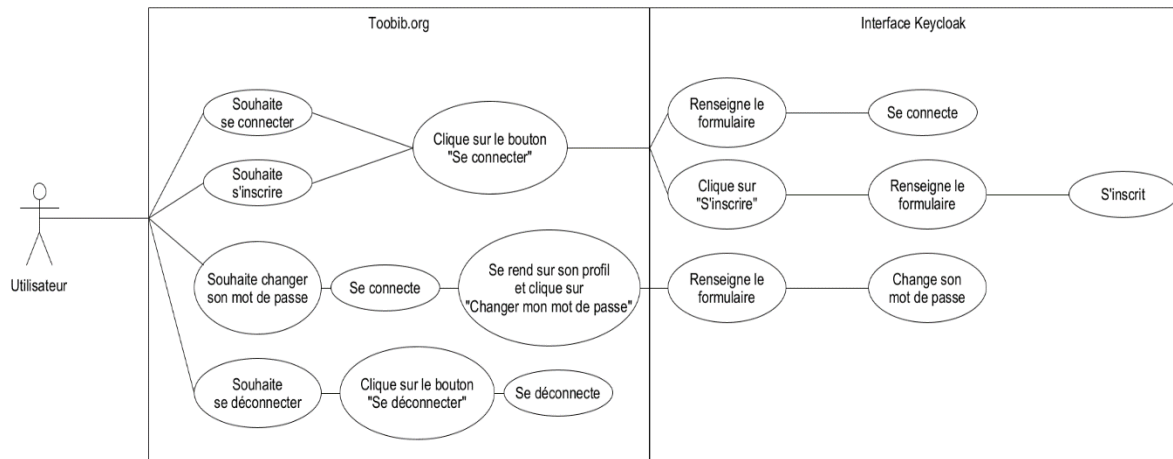 Toobib.org
Interface Keycloak
Souhaite
se connecter
Clique sur le bouton
"Se connecter"
Renseigne le
formulaire
Se connecte
Souhaite
s'inscrire
Clique sur
"S'inscrire"
Renseigne le
formulaire
S'inscrit
Utilisateur
Souhaite changer
son mot de passe
Se connecte
Se rend sur son profil
et clique sur
"Changer mon mot de passe"
Renseigne le
formulaire
Change son
mot de passe
Souhaite
se déconnecter
Clique sur le bouton
"Se déconnecter"
Se déconnecte